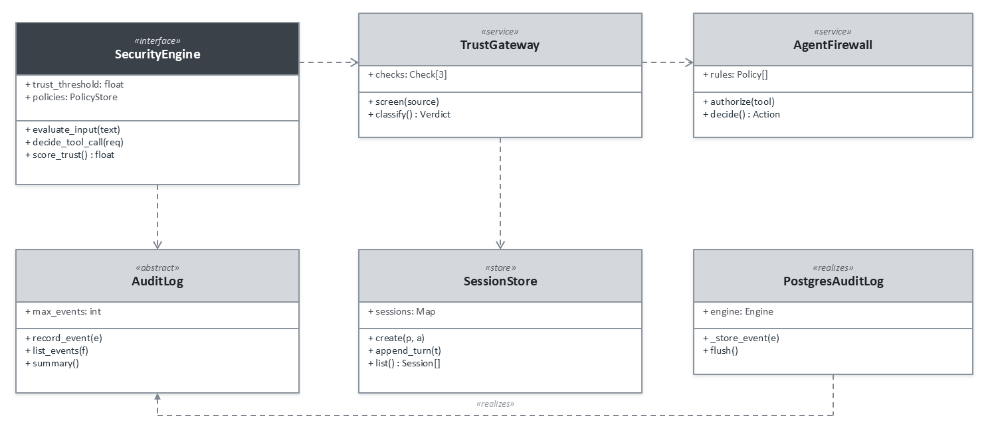 «interface»
SecurityEngine
+ trust_threshold: float
+ policies: PolicyStore
+ evaluate_input(text)
+ decide_tool_call(req)
+ score_trust() : float
«service»
TrustGateway
+ checks: Check[3]
+ screen(source)
+ classify() : Verdict
«service»
AgentFirewall
+ rules: Policy[]
+ authorize(tool)
+ decide() : Action
«abstract»
AuditLog
+ max_events: int
+ record_event(e)
+ list_events(f)
+ summary()
«store»
SessionStore
+ sessions: Map
+ create(p, a)
+ append_turn(t)
+ list() : Session[]
«realizes»
PostgresAuditLog
+ engine: Engine
+ _store_event(e)
+ flush()
«realizes»